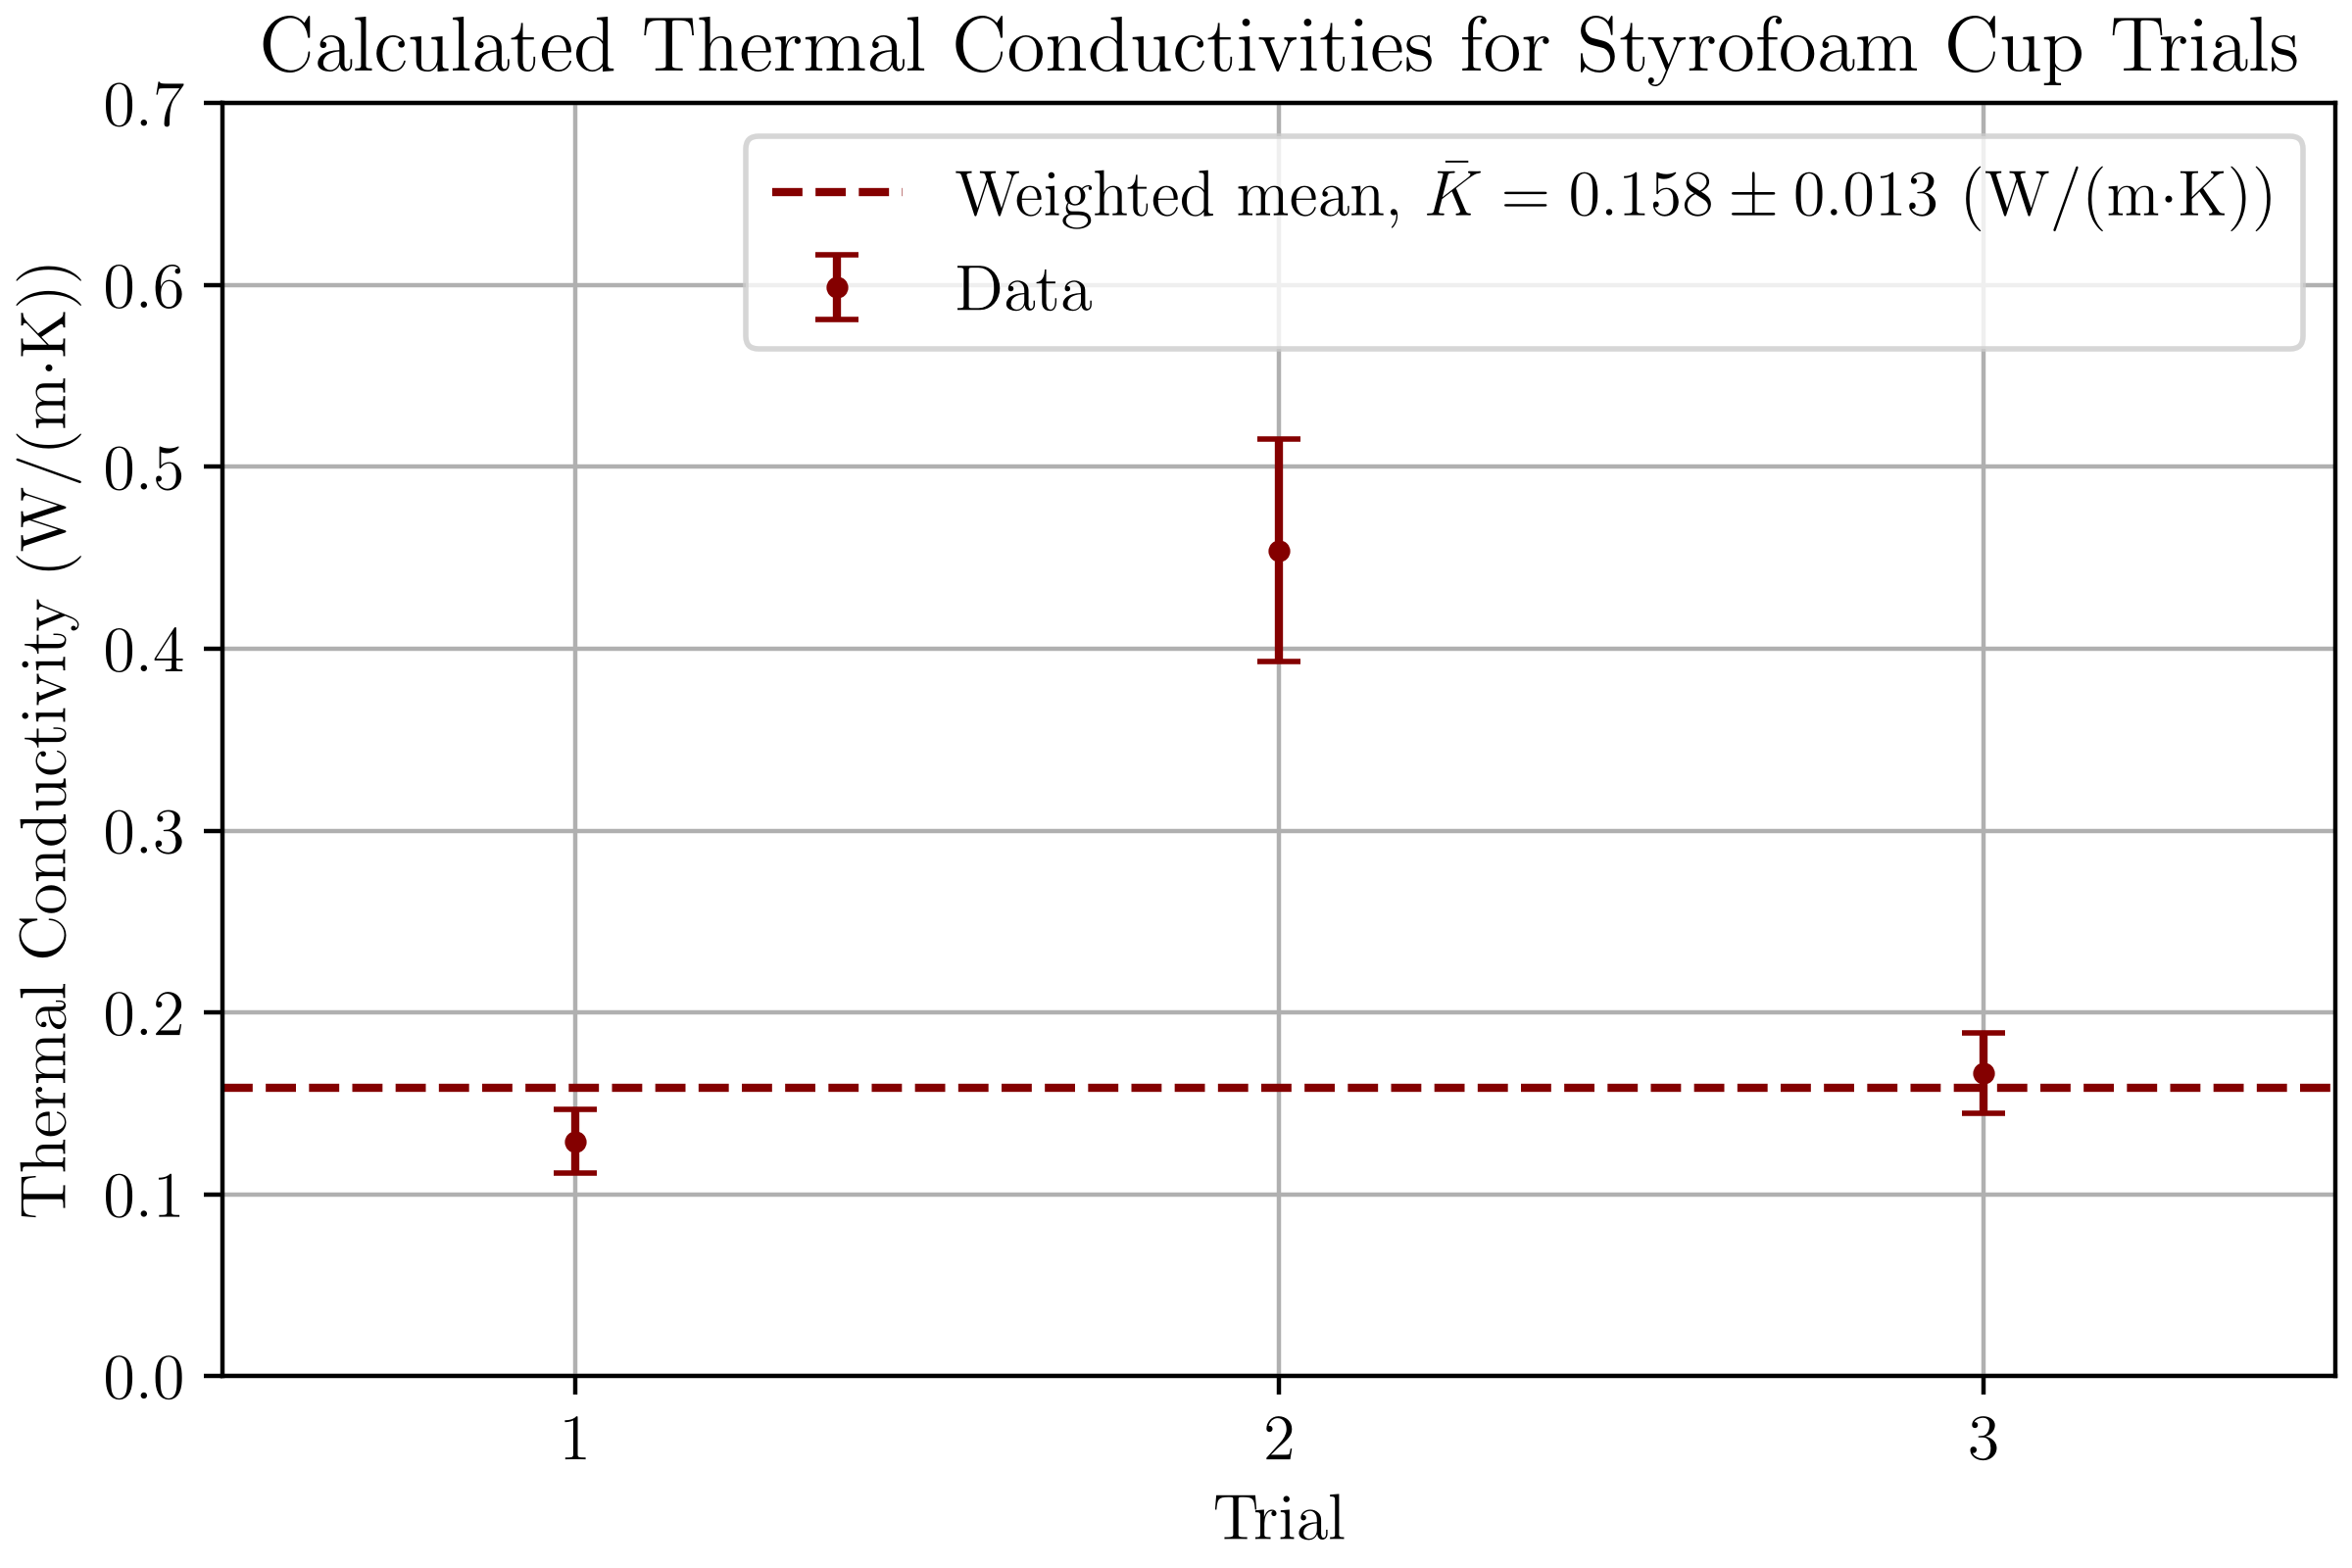 Calculated Thermal Conductivities for Styrofoam Cup Trials
Thermal Conductivity (W/(m·K))
0.7
0.6
0.5
0.4
0.3
0.2
0.1
0.0
Weighted mean, K̄ = 0.158 ± 0.013 (W/(m·K))
Data
1 2 3
Trial